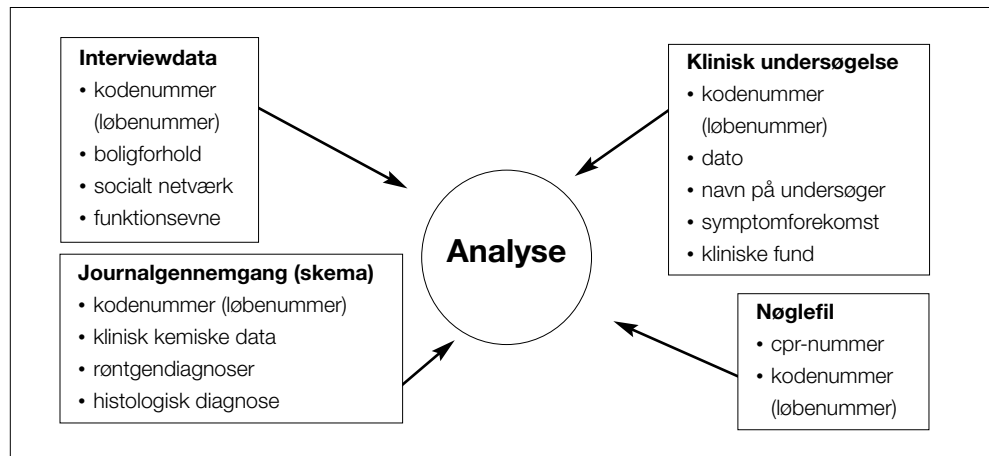 Interviewdata
• kodenummer
(løbenummer)
• boligforhold
• socialt netværk
• funktionsevne
Journalgennemgang (skema)
• kodenummer (løbenummer)
• klinisk kemiske data
• røntgendiagnoser
• histologisk diagnose
Analyse
Klinisk undersøgelse
• kodenummer
(løbenummer)
• dato
• navn på undersøger
• symptomforekomst
• kliniske fund
Nøglefil
• cpr-nummer
• kodenummer
(løbenummer)